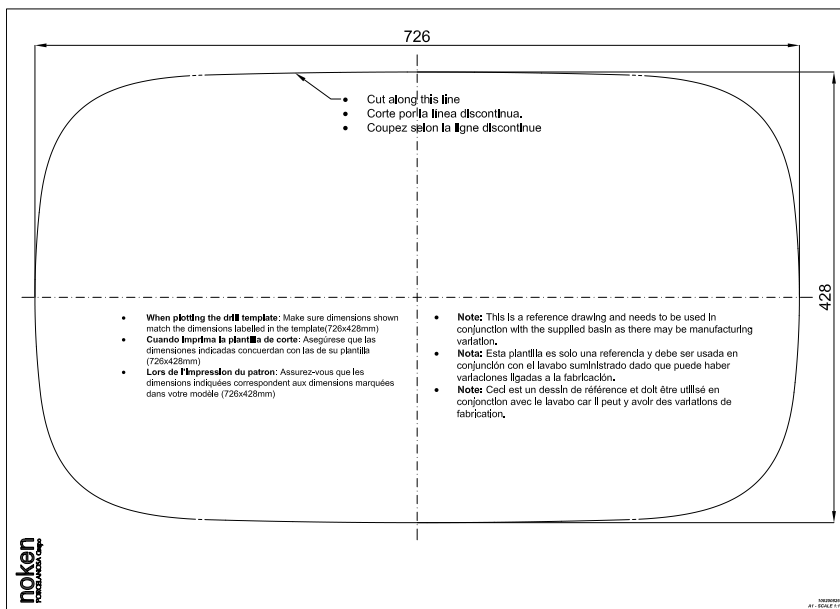 726
• Cut along this line
• Corte por la línea discontinua.
• Coupez selon la ligne discontinue
428
• When plotting the drill template: Make sure dimensions shown
match the dimensions labelled in the template(726x428mm)
• Cuando imprima la plantilla de corte: Asegúrese que las
dimensiones indicadas concuerdan con las de su plantilla
(726x428mm)
• Lors de l'impression du patron: Assurez-vous que les
dimensions indiquées correspondent aux dimensions marquées
dans votre modèle (726x428mm)
• Note: This is a reference drawing and needs to be used in
conjunction with the supplied basin as there may be manufacturing
variation.
• Nota: Esta plantilla es solo una referencia y debe ser usada en
conjunción con el lavabo suministrado dado que puede haber
variaciones ligadas a la fabricación.
• Note: Ceci est un dessin de référence et doit être utilisé en
conjonction avec le lavabo car il peut y avoir des variations de
fabrication.
noken
PORCELANOSA Grupo
A1 - SCALE 1:1